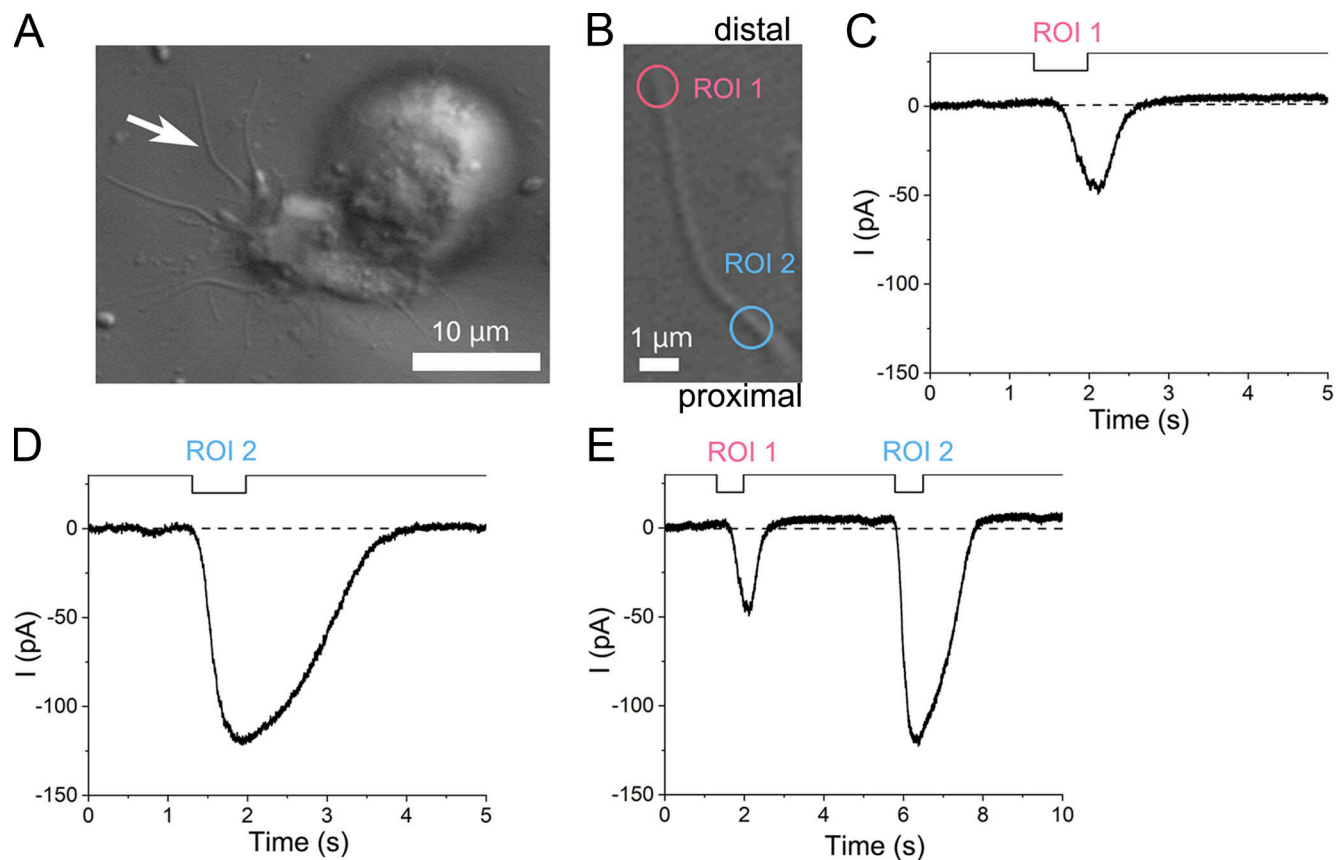 A
10 µm
B
distal
ROI 1
ROI 2
1 µm
proximal
C
ROI 1
0
-50
-100
-150
I (pA)
0 1 2 3 4 5
Time (s)
D
ROI 2
0
-50
-100
-150
I (pA)
0 1 2 3 4 5
Time (s)
E
ROI 1 ROI 2
0
-50
-100
-150
I (pA)
0 2 4 6 8 10
Time (s)